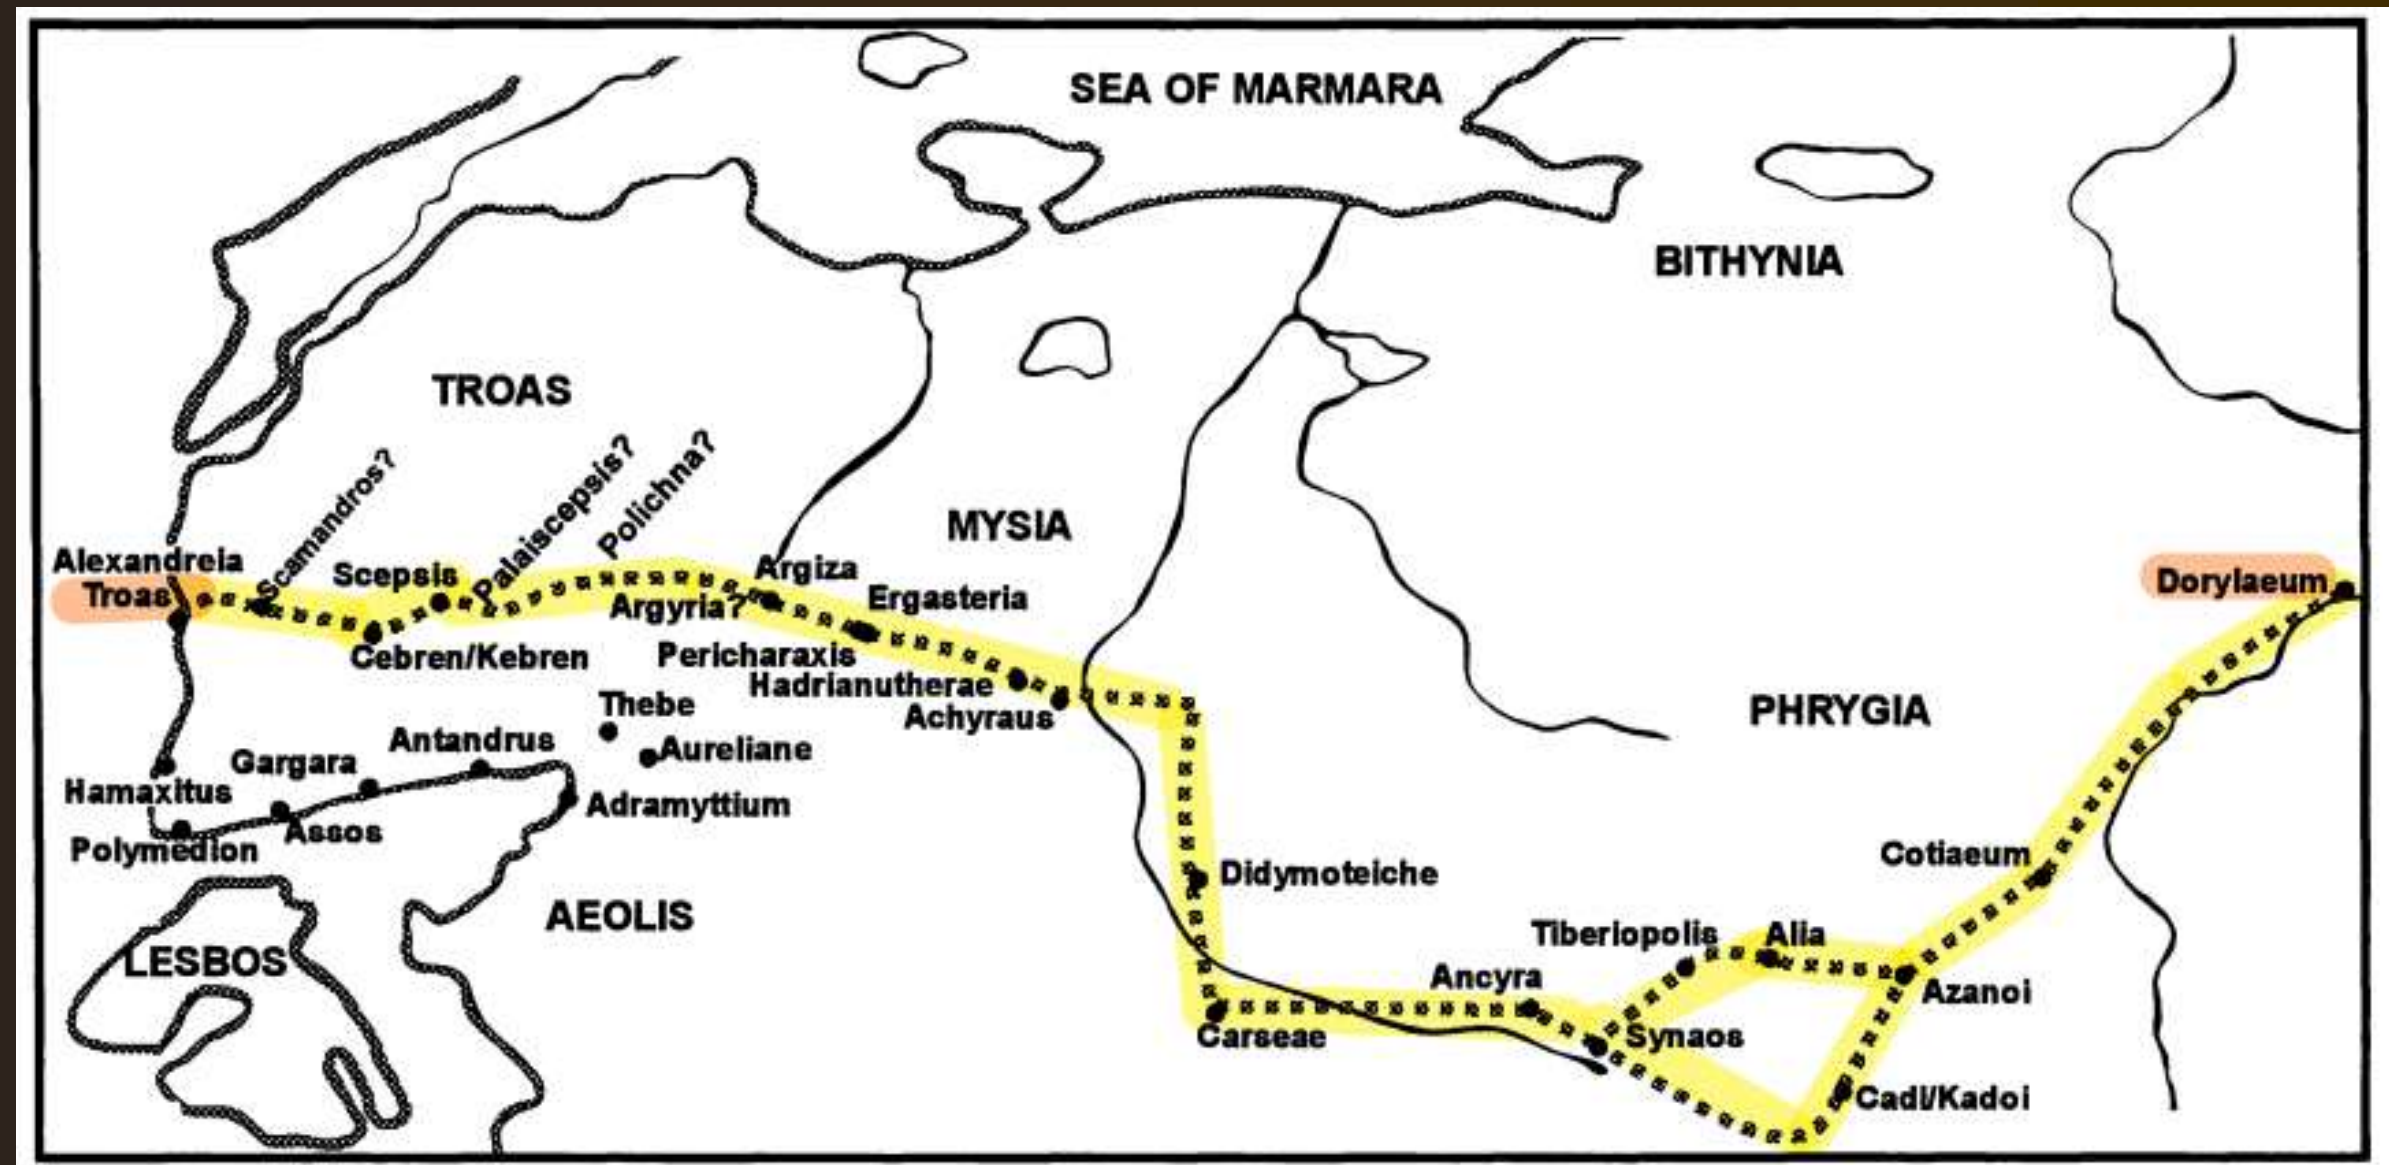 SEA OF MARMARA
BITHYNIA
TROAS
MYSIA
Scamandros?
Palaiscepsis?
Polichna?
Alexandreia
Troas
Scepsis
Argiza
Argyria?
Ergasteria
Dorylaeum
Cebren/Kebren
Pericharaxis
Hadrianutherae
Achyraus
Thebe
PHRYGIA
Antandrus
Aureliane
Gargara
Hamaxitus
Adramyttium
Assos
Polymedion
Cotiaeum
Didymoteiche
AEOLIS
Tiberiopolis
Alia
LESBOS
Ancyra
Azanoi
Carseae
Synaos
Cadi/Kadoi